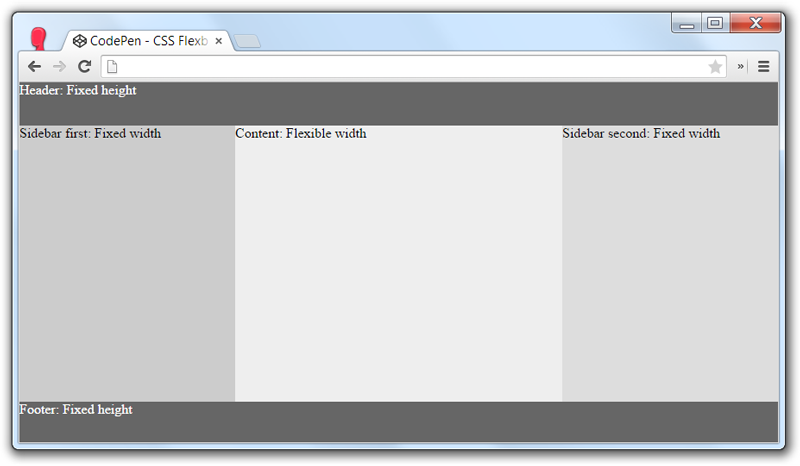 CodePen - CSS Flexb
Header: Fixed height
Sidebar first: Fixed width
Content: Flexible width
Sidebar second: Fixed width
Footer: Fixed height